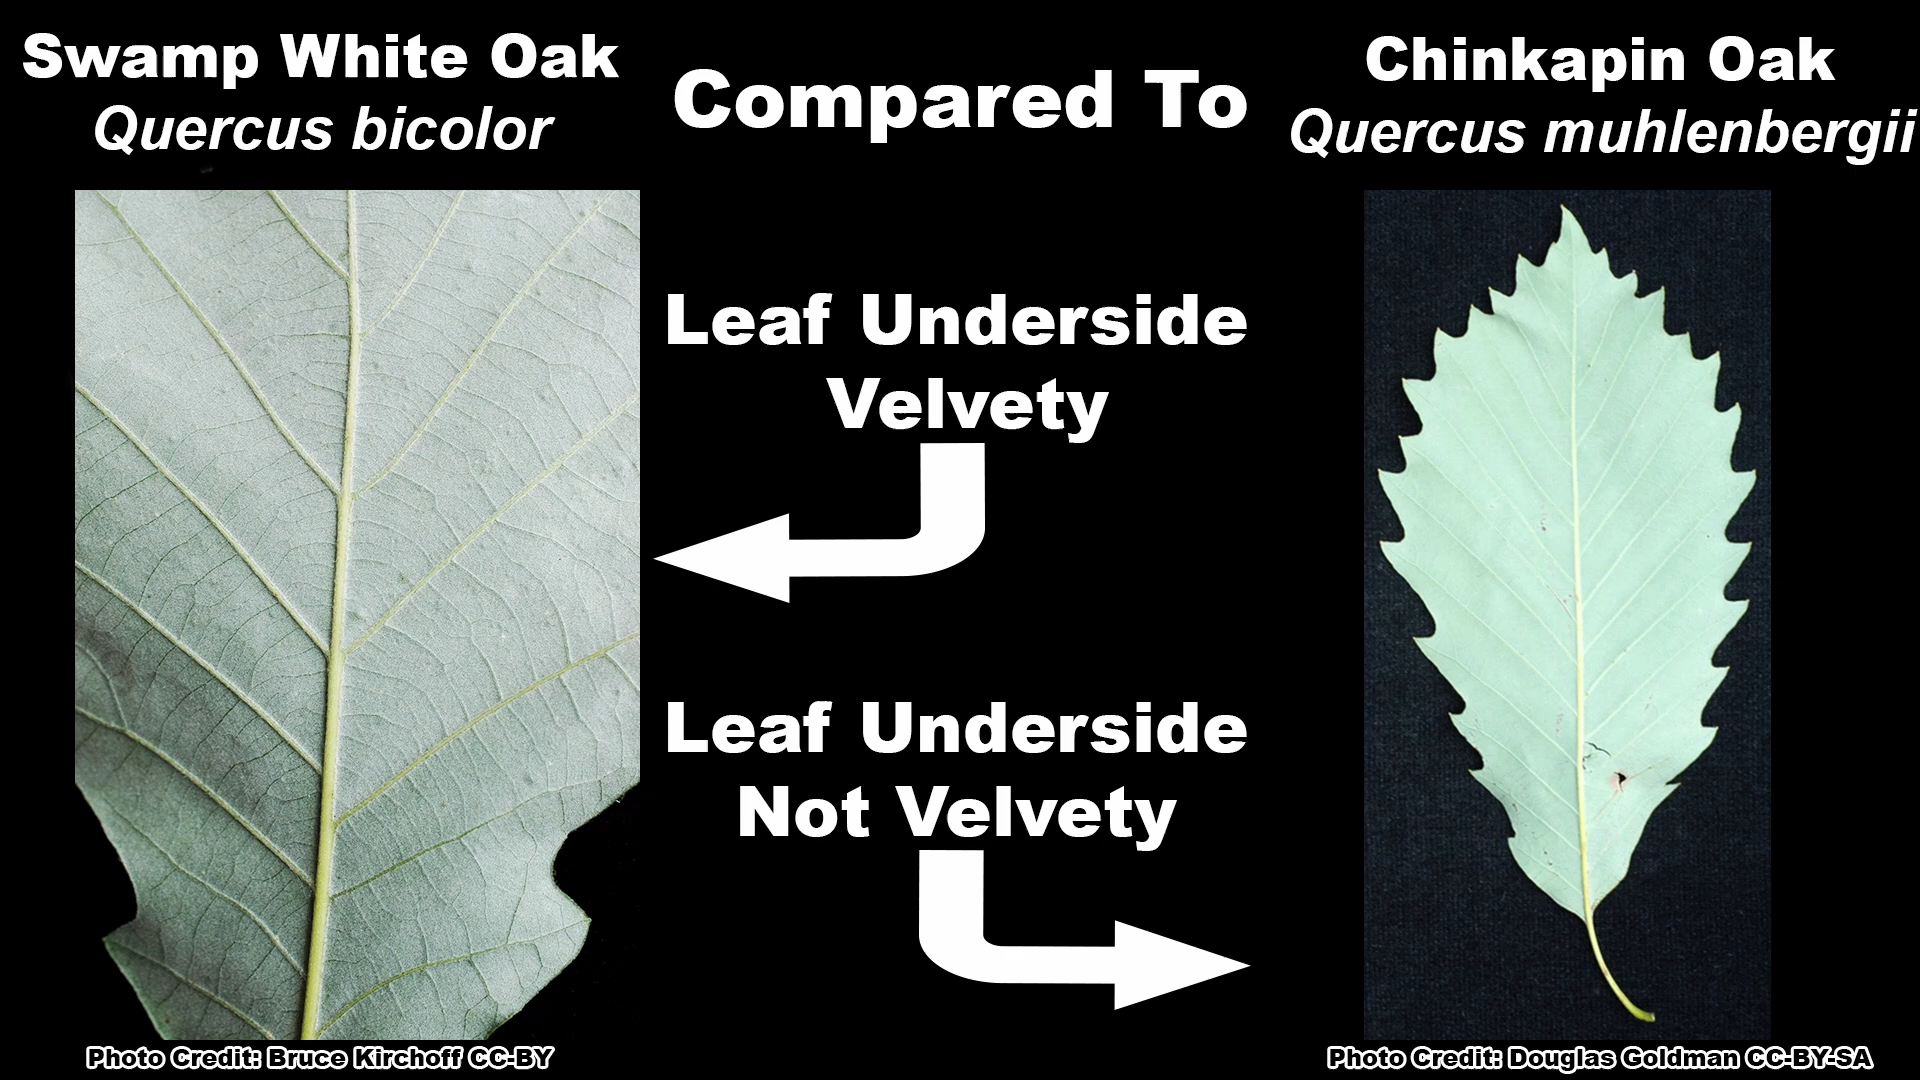 Swamp White Oak
Quercus bicolor
Compared To
Chinkapin Oak
Quercus muhlenbergii
Leaf Underside
Velvety
Leaf Underside
Not Velvety
Photo Credit: Bruce Kirchoff CC-BY
Photo Credit: Douglas Goldman CC-BY-SA